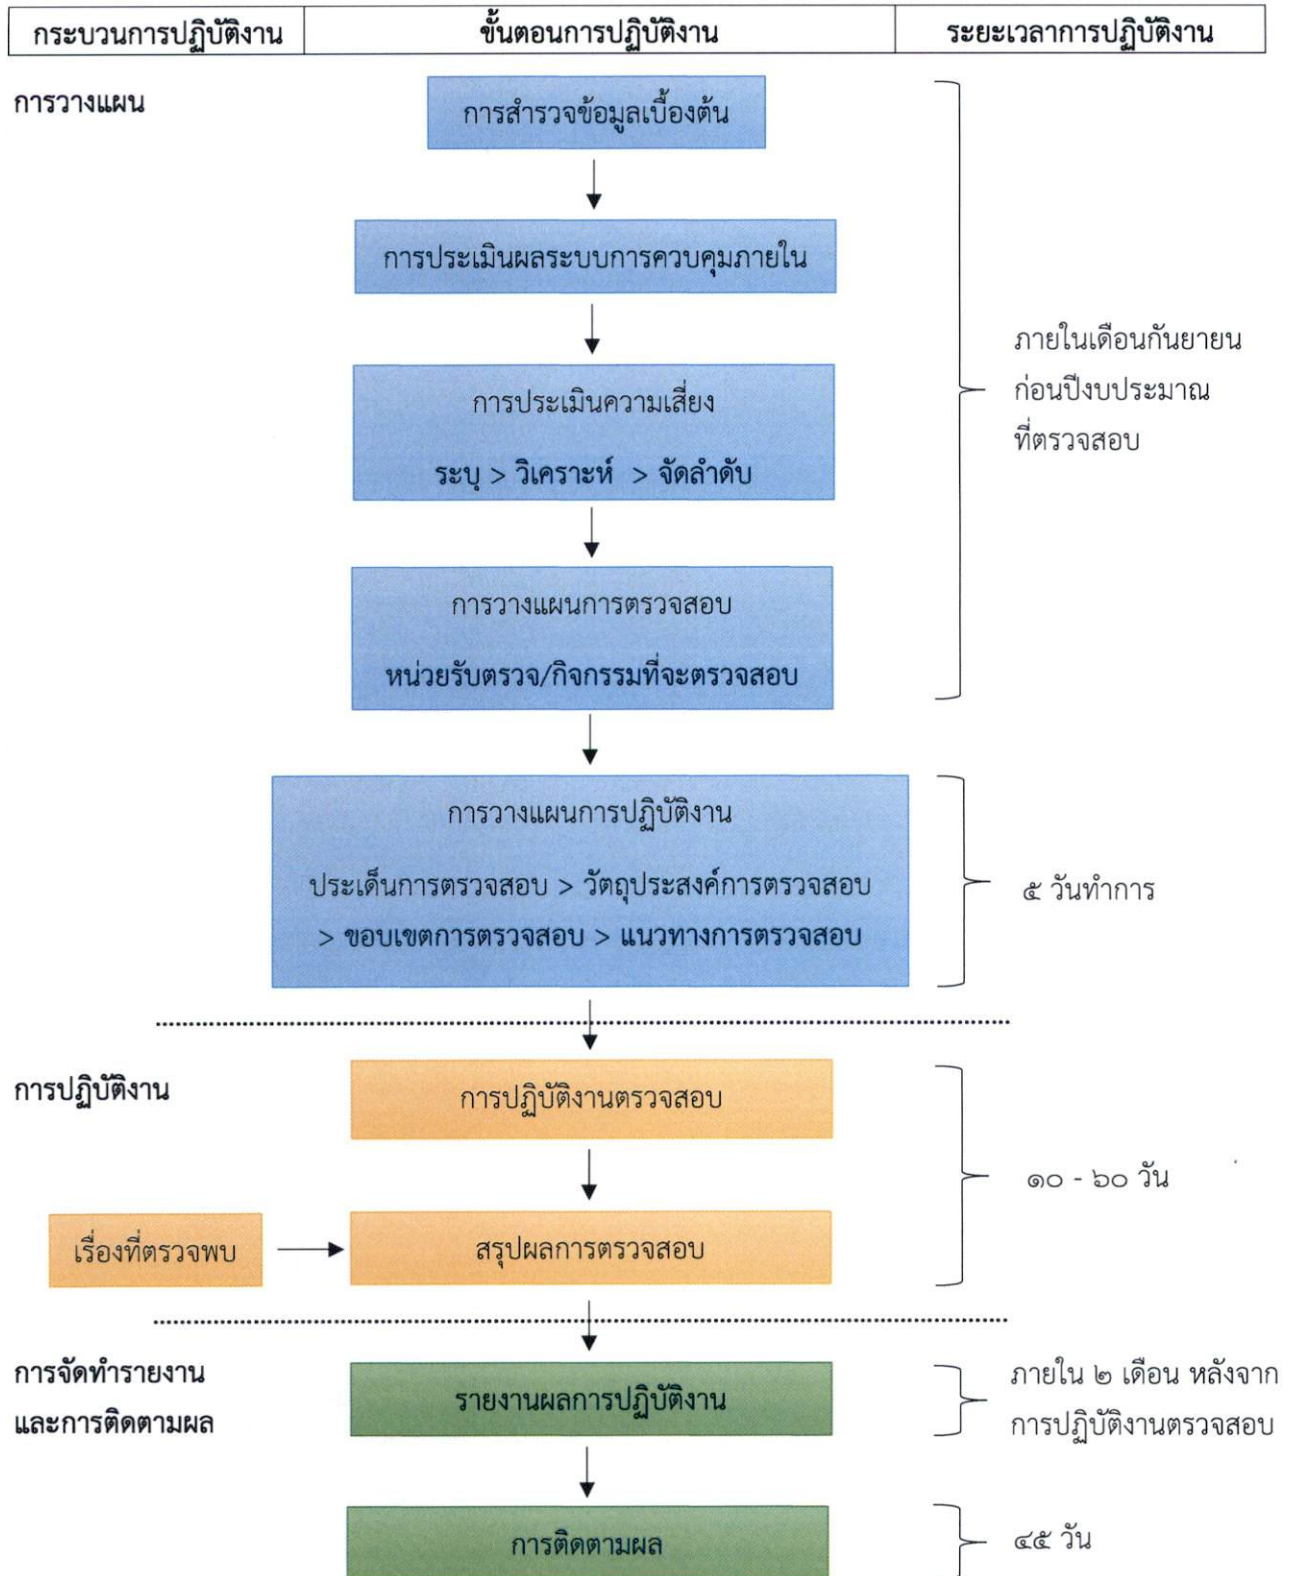 กระบวนการปฏิบัติงาน ขั้นตอนการปฏิบัติงาน ระยะเวลาการปฏิบัติงาน
การวางแผน
การสำรวจข้อมูลเบื้องต้น
การประเมินผลระบบการควบคุมภายใน
การประเมินความเสี่ยง
ระบุ > วิเคราะห์ > จัดลำดับ
การวางแผนการตรวจสอบ
หน่วยรับตรวจ/กิจกรรมที่จะตรวจสอบ
ภายในเดือนกันยายน
ก่อนปีงบประมาณ
ที่ตรวจสอบ
การวางแผนการปฏิบัติงาน
ประเด็นการตรวจสอบ > วัตถุประสงค์การตรวจสอบ
> ขอบเขตการตรวจสอบ > แนวทางการตรวจสอบ
๕ วันทำการ
การปฏิบัติงาน
การปฏิบัติงานตรวจสอบ
เรื่องที่ตรวจพบ
สรุปผลการตรวจสอบ
๑๐ - ๖๐ วัน
การจัดทำรายงาน
และการติดตามผล
รายงานผลการปฏิบัติงาน
ภายใน ๒ เดือน หลังจาก
การปฏิบัติงานตรวจสอบ
การติดตามผล
๔๕ วัน